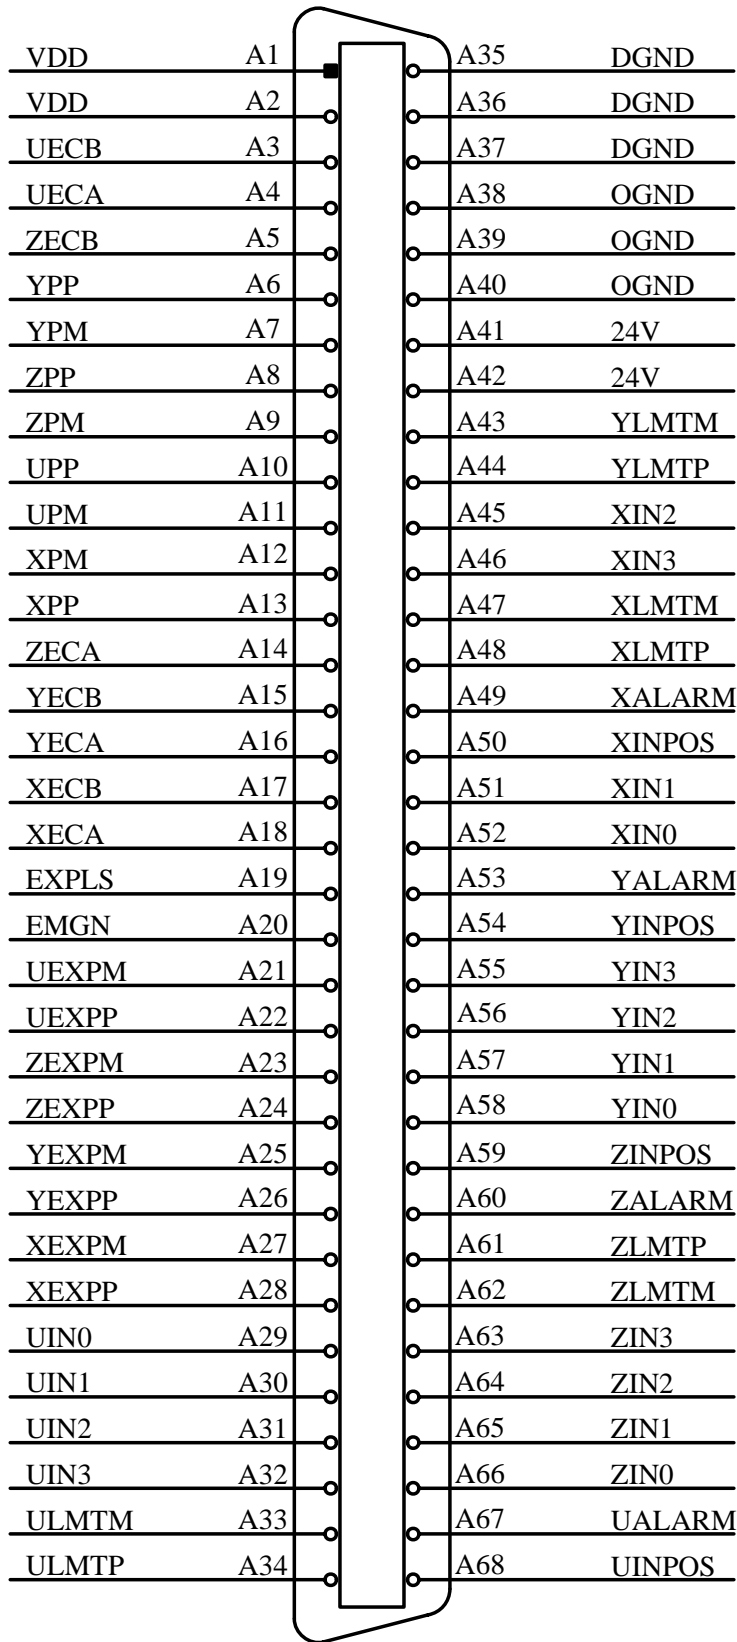 VDD A1 A35 DGND
VDD A2 A36 DGND
UECB A3 A37 DGND
UECA A4 A38 OGND
ZECB A5 A39 OGND
YPP A6 A40 OGND
YPM A7 A41 24V
ZPP A8 A42 24V
ZPM A9 A43 YLMTM
UPP A10 A44 YLMTP
UPM A11 A45 XIN2
XPM A12 A46 XIN3
XPP A13 A47 XLMTM
ZECA A14 A48 XLMTP
YECB A15 A49 XALARM
YECA A16 A50 XINPOS
XECB A17 A51 XIN1
XECA A18 A52 XIN0
EXPLS A19 A53 YALARM
EMGN A20 A54 YINPOS
UEXPM A21 A55 YIN3
UEXPP A22 A56 YIN2
ZEXPM A23 A57 YIN1
ZEXPP A24 A58 YIN0
YEXPM A25 A59 ZINPOS
YEXPP A26 A60 ZALARM
XEXPM A27 A61 ZLMTP
XEXPP A28 A62 ZLMTM
UIN0 A29 A63 ZIN3
UIN1 A30 A64 ZIN2
UIN2 A31 A65 ZIN1
UIN3 A32 A66 ZIN0
ULMTM A33 A67 UALARM
ULMTP A34 A68 UINPOS